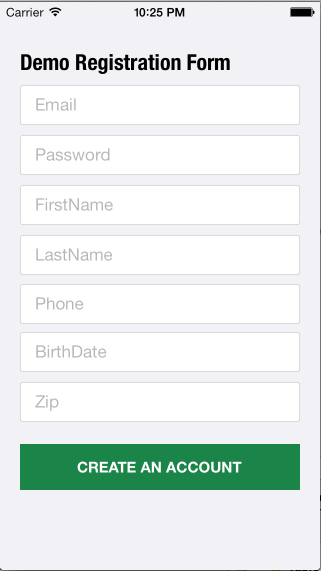 Carrier 10:25 PM
Demo Registration Form
Email
Password
FirstName
LastName
Phone
BirthDate
Zip
CREATE AN ACCOUNT